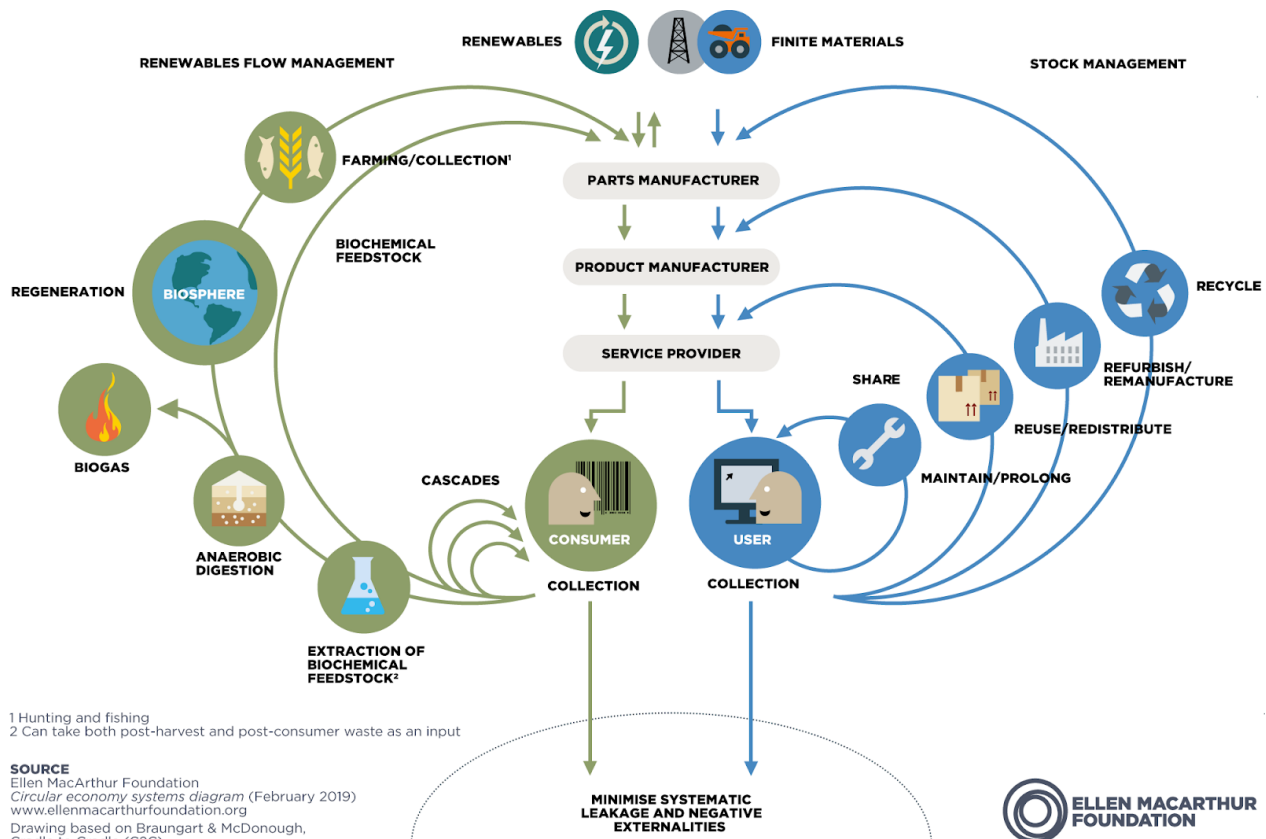 RENEWABLES
FINITE MATERIALS
RENEWABLES FLOW MANAGEMENT
STOCK MANAGEMENT
FARMING/COLLECTION¹
PARTS MANUFACTURER
BIOCHEMICAL
FEEDSTOCK
PRODUCT MANUFACTURER
REGENERATION
BIOSPHERE
RECYCLE
SERVICE PROVIDER
SHARE
REFURBISH/
REMANUFACTURE
REUSE/REDISTRIBUTE
BIOGAS
CASCADES
MAINTAIN/PROLONG
CONSUMER
USER
ANAEROBIC
DIGESTION
COLLECTION
COLLECTION
EXTRACTION OF
BIOCHEMICAL
FEEDSTOCK²
1 Hunting and fishing
2 Can take both post-harvest and post-consumer waste as an input
SOURCE
Ellen MacArthur Foundation
Circular economy systems diagram (February 2019)
www.ellenmacarthurfoundation.org
Drawing based on Braungart & McDonough,
MINIMISE SYSTEMATIC
LEAKAGE AND NEGATIVE
EXTERNALITIES
ELLEN MACARTHUR
FOUNDATION